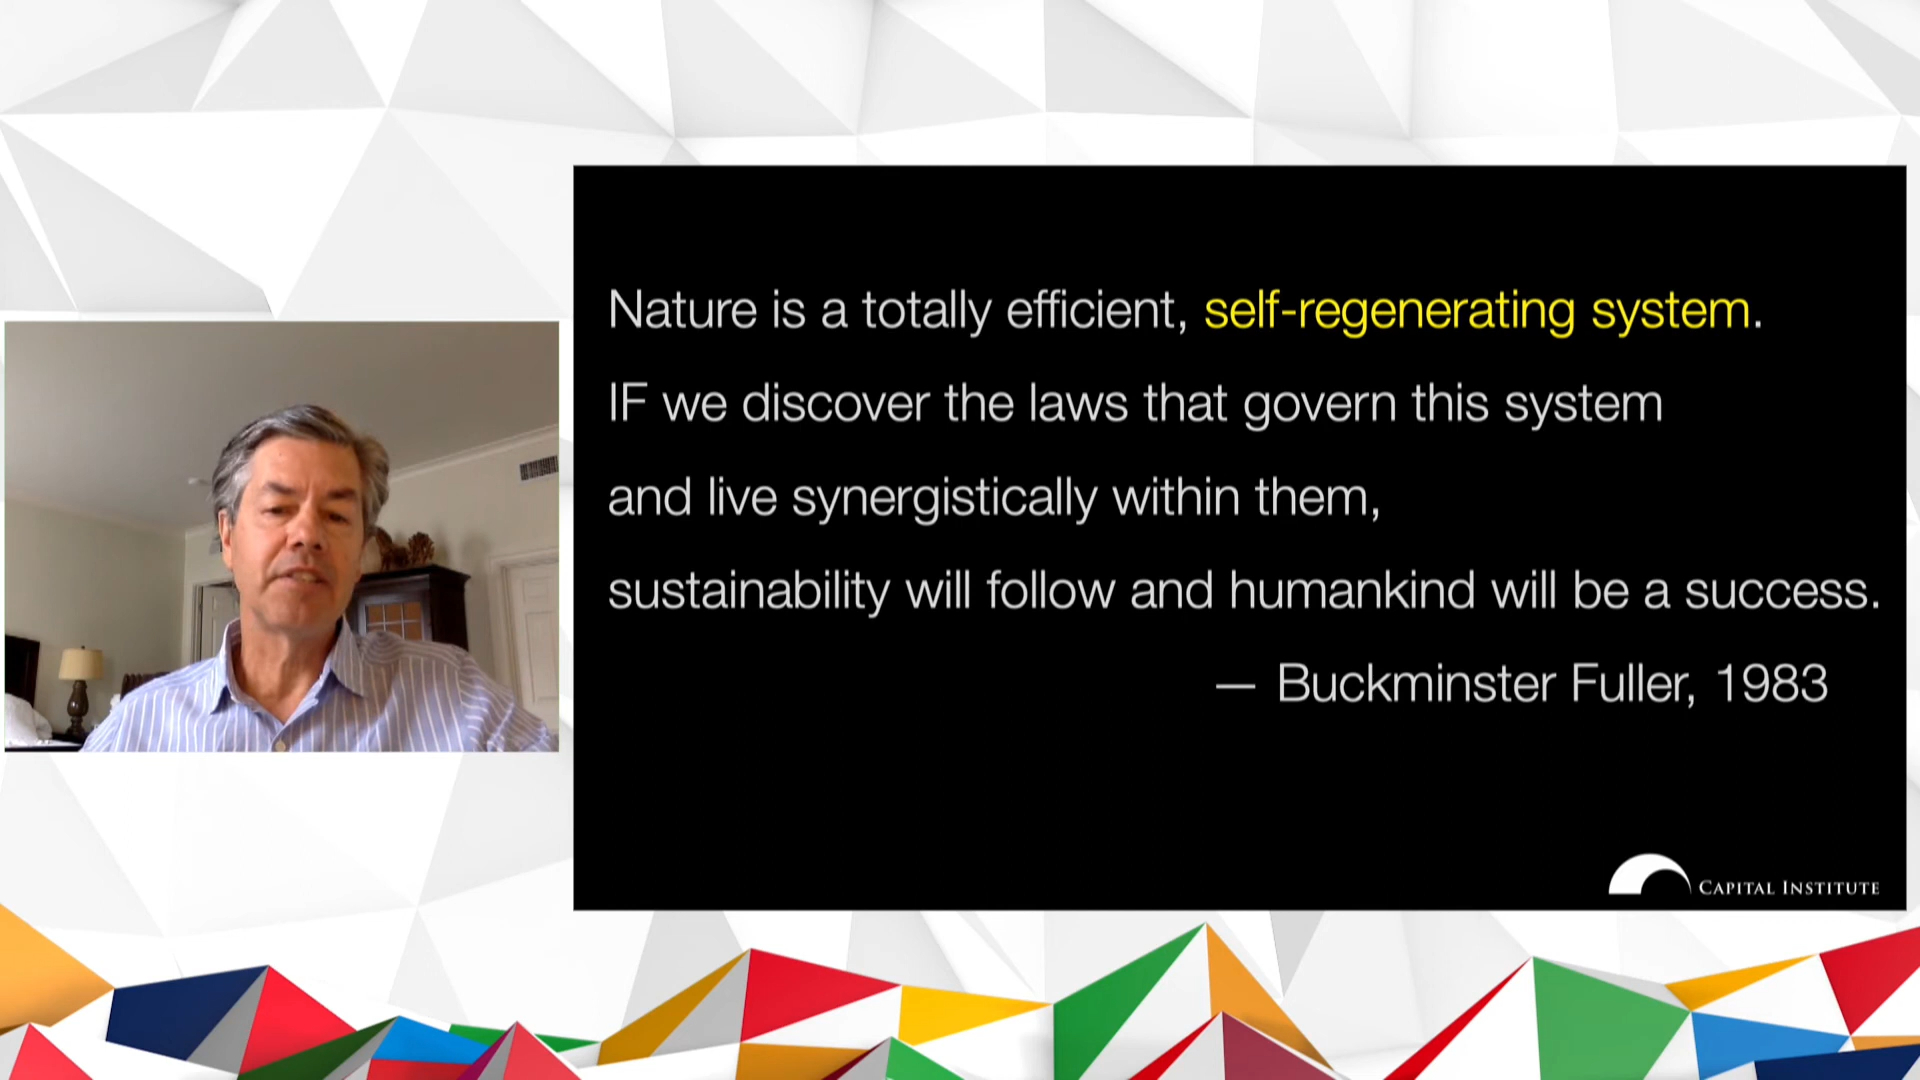 Nature is a totally efficient, self-regenerating system.
IF we discover the laws that govern this system
and live synergistically within them,
sustainability will follow and humankind will be a success.
— Buckminster Fuller, 1983
CAPITAL INSTITUTE